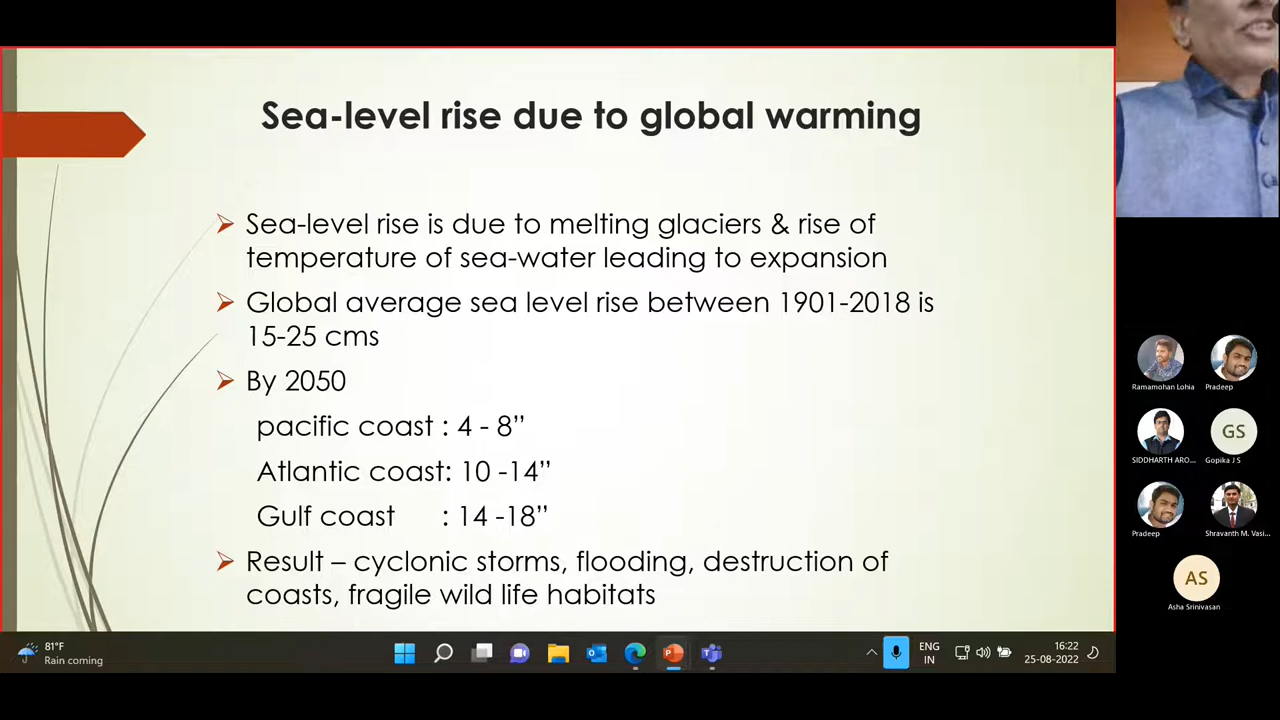 Sea-level rise due to global warming
Sea-level rise is due to melting glaciers & rise of
temperature of sea-water leading to expansion
Global average sea level rise between 1901-2018 is
15-25 cms
By 2050
pacific coast : 4 - 8”
Atlantic coast: 10 -14”
Gulf coast : 14 -18”
Result – cyclonic storms, flooding, destruction of
coasts, fragile wild life habitats
Ramamohan Lohia
Pradeep
GS
SIDDHARTH ARO...
Gopika J S
Pradeep
Shravanth M. Vasi...
AS
Asha Srinivasan
81°F
Rain coming
ENG
IN
16:22
25-08-2022